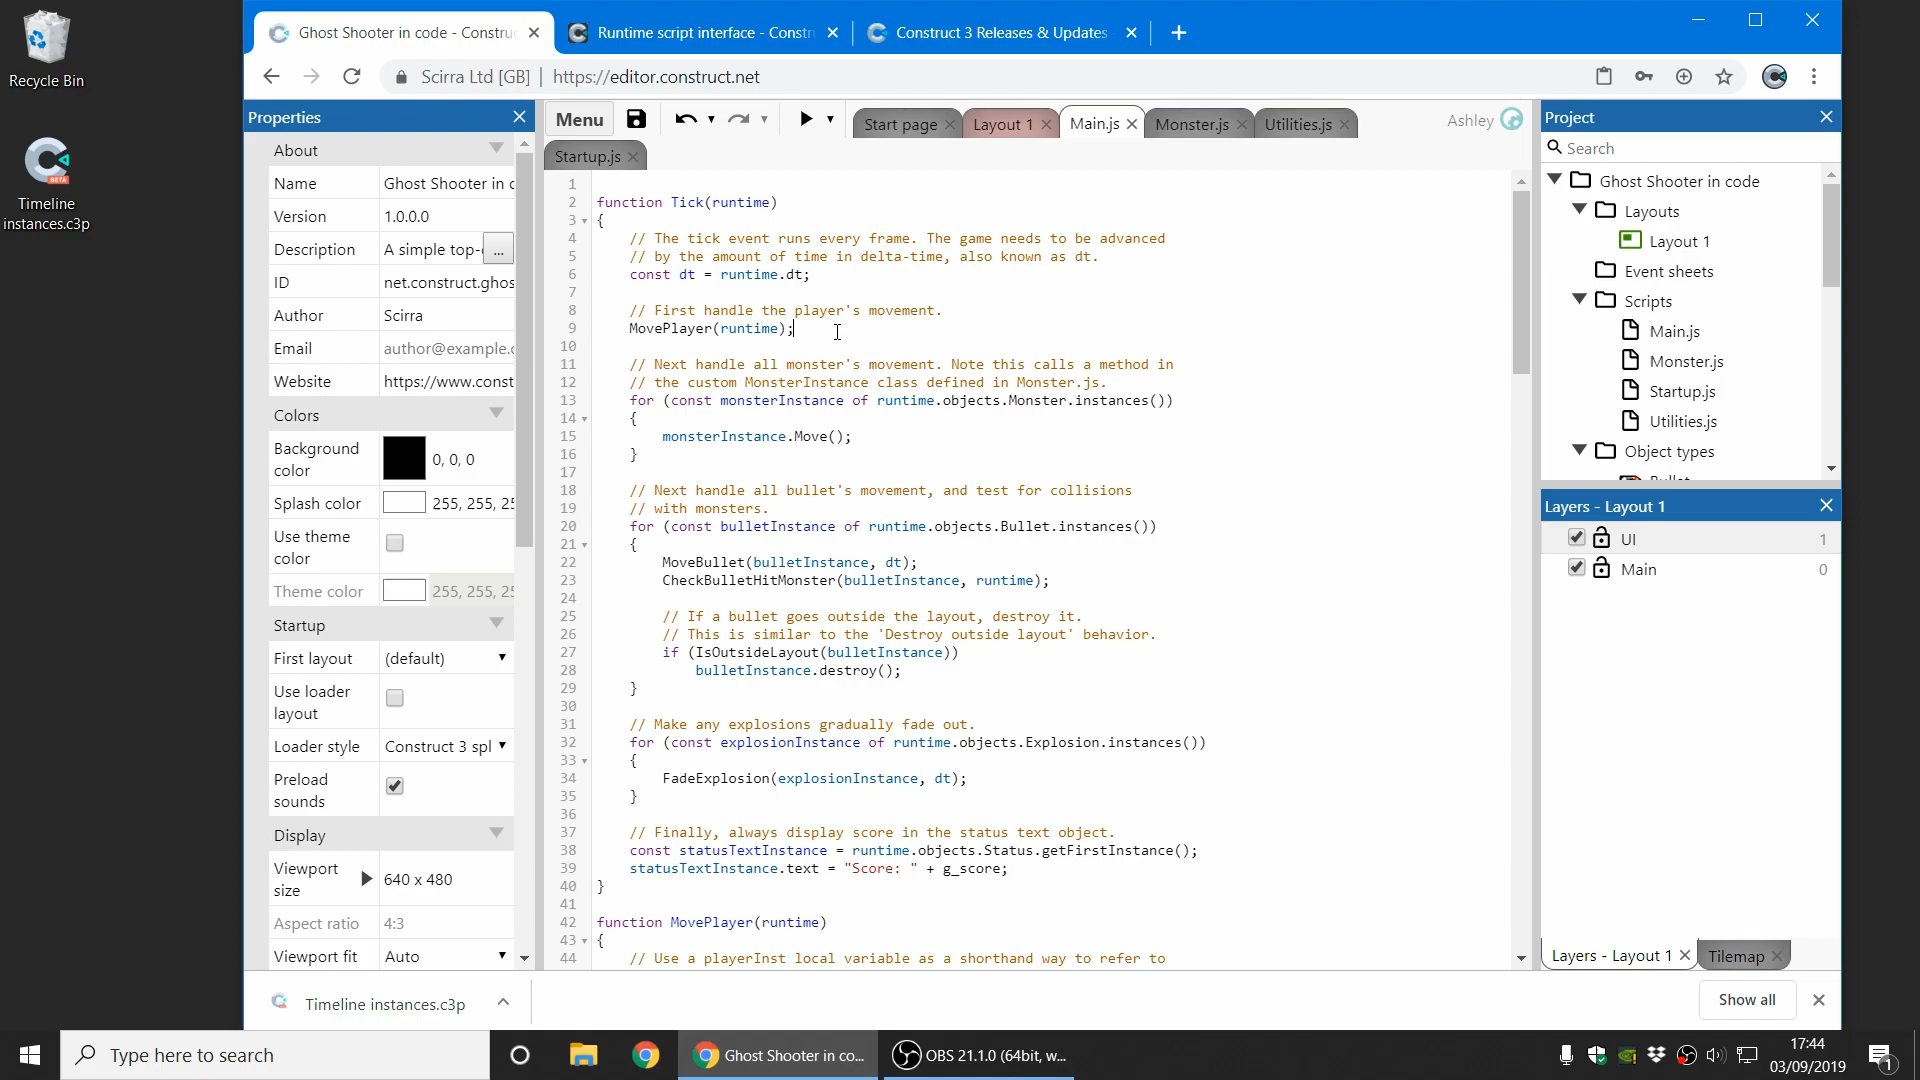 Recycle Bin
Timeline
instances.c3p
Ghost Shooter in code - Constru
Runtime script interface - Constr
Construct 3 Releases & Updates
Scirra Ltd [GB] | https://editor.construct.net
Properties
About
Name Ghost Shooter in c
Version 1.0.0.0
Description A simple top-
...
ID net.construct.ghos
Author Scirra
Email author@example.c
Website https://www.const
Colors
Background
color
0, 0, 0
Splash color 255, 255, 25
Use theme
color
Theme color 255, 255, 25
Startup
First layout (default)
Use loader
layout
Loader style Construct 3 spl
Preload
sounds
Display
Viewport
size
640 x 480
Aspect ratio 4:3
Viewport fit Auto
Menu
Start page
Layout 1
Main.js
Monster.js
Utilities.js
Ashley
Startup.js
1
2 function Tick(runtime)
3 {
4 // The tick event runs every frame. The game needs to be advanced
5 // by the amount of time in delta-time, also known as dt.
6 const dt = runtime.dt;
7
8 // First handle the player's movement.
9 MovePlayer(runtime);
10
11 // Next handle all monster's movement. Note this calls a method in
12 // the custom MonsterInstance class defined in Monster.js.
13 for (const monsterInstance of runtime.objects.Monster.instances())
14 {
15 monsterInstance.Move();
16 }
17
18 // Next handle all bullet's movement, and test for collisions
19 // with monsters.
20 for (const bulletInstance of runtime.objects.Bullet.instances())
21 {
22 MoveBullet(bulletInstance, dt);
23 CheckBulletHitMonster(bulletInstance, runtime);
24
25 // If a bullet goes outside the layout, destroy it.
26 // This is similar to the 'Destroy outside layout' behavior.
27 if (IsOutsideLayout(bulletInstance))
28 bulletInstance.destroy();
29 }
30
31 // Make any explosions gradually fade out.
32 for (const explosionInstance of runtime.objects.Explosion.instances())
33 {
34 FadeExplosion(explosionInstance, dt);
35 }
36
37 // Finally, always display score in the status text object.
38 const statusTextInstance = runtime.objects.Status.getFirstInstance();
39 statusTextInstance.text = "Score: " + g_score;
40 }
41
42 function MovePlayer(runtime)
43 {
44 // Use a playerInst local variable as a shorthand way to refer to
Project
Search
Ghost Shooter in code
Layouts
Layout 1
Event sheets
Scripts
Main.js
Monster.js
Startup.js
Utilities.js
Object types
Layers - Layout 1
UI 1
Main 0
Layers - Layout 1
Tilemap
Timeline instances.c3p
Show all
Type here to search
Ghost Shooter in co...
OBS 21.1.0 (64bit, w...
17:44
03/09/2019
1